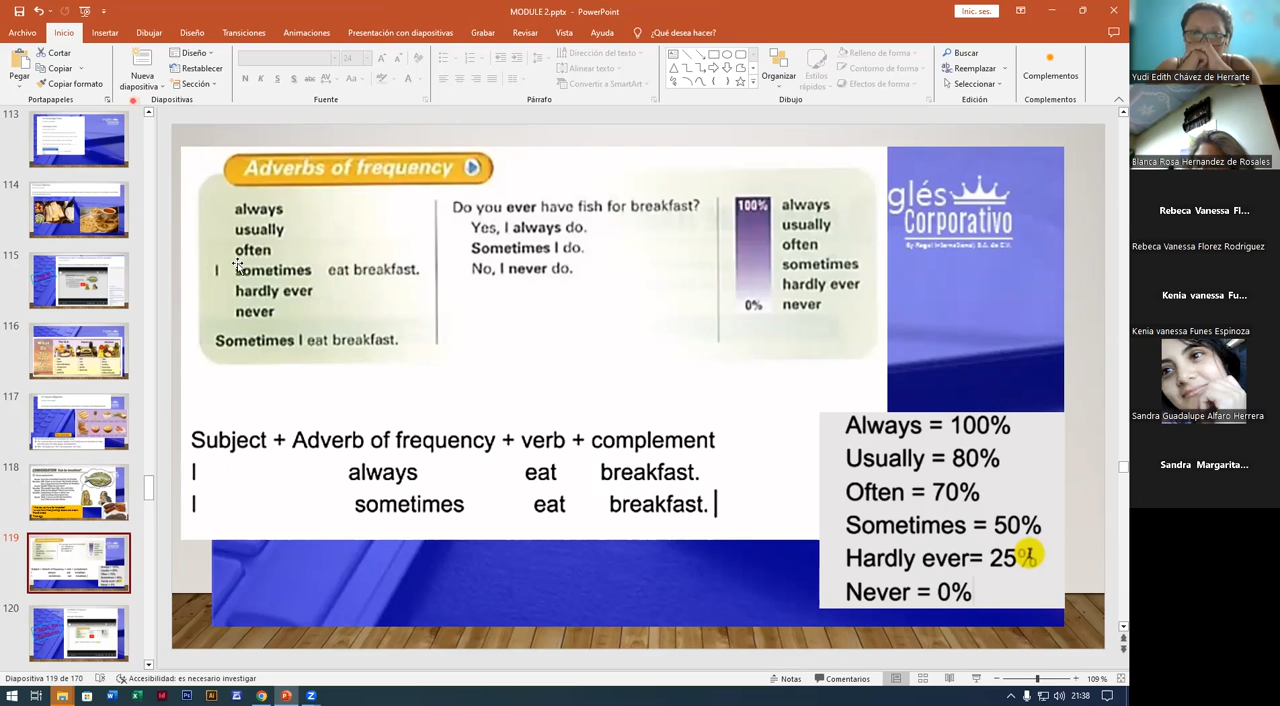 MODULE 2.pptx - PowerPoint
Inic. ses.
Archivo Inicio Insertar Dibujar Diseño Transiciones Animaciones Presentación con diapositivas Grabar Revisar Vista Ayuda ¿Qué desea hacer?
Pegar
Cortar
Copiar
Copiar formato
Portapapeles
Nueva diapositiva
Diseño
Restablecer
Sección
Diapositivas
24
N K S S abc AV Aa A
Fuente
Dirección del texto
Alinear texto
Convertir a SmartArt
Párrafo
Organizar
Estilos rápidos
Relleno de forma
Contorno de forma
Efectos de forma
Dibujo
Buscar
Reemplazar
Seleccionar
Edición
Complementos
Complementos
113
114
115
116
117
118
119
120
Adverbs of frequency
always
usually
often
I sometimes eat breakfast.
hardly ever
never
Sometimes I eat breakfast.
Do you ever have fish for breakfast?
Yes, I always do.
Sometimes I do.
No, I never do.
100% always
usually
often
sometimes
hardly ever
0% never
glés
Corporativo
By Regal International S.A. de C.V.
Subject + Adverb of frequency - verb + complement
I always eat breakfast.
I sometimes eat breakfast.
Always = 100%
Usually = 80%
Often = 70%
Sometimes = 50%
Hardly ever= 25%
Never = 0%
Yudi Edith Chávez de Herrarte
Blanca Rosa Hernandez de Rosales
Rebeca Vanessa Fl...
Rebeca Vanessa Florez Rodriguez
Kenia vanessa Fu...
Kenia vanessa Funes Espinoza
Sandra Guadalupe Alfaro Herrera
Sandra Margarita...
Diapositiva 119 de 170
Accesibilidad: es necesario investigar
Notas
Comentarios
109 %
21:38